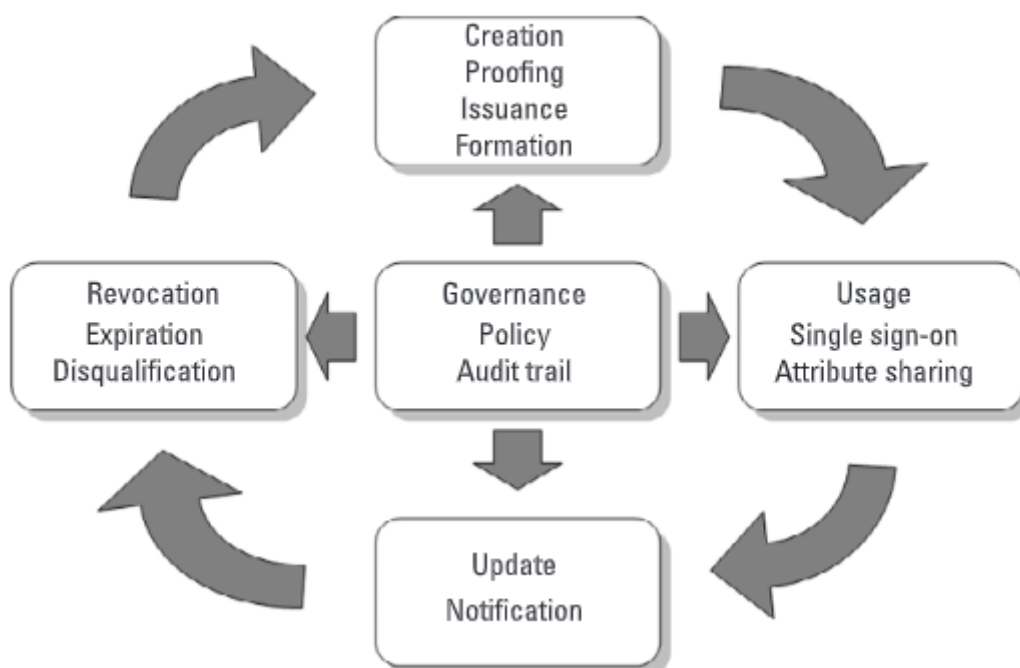 Creation
Proofing
Issuance
Formation
Revocation
Expiration
Disqualification
Governance
Policy
Audit trail
Usage
Single sign-on
Attribute sharing
Update
Notification